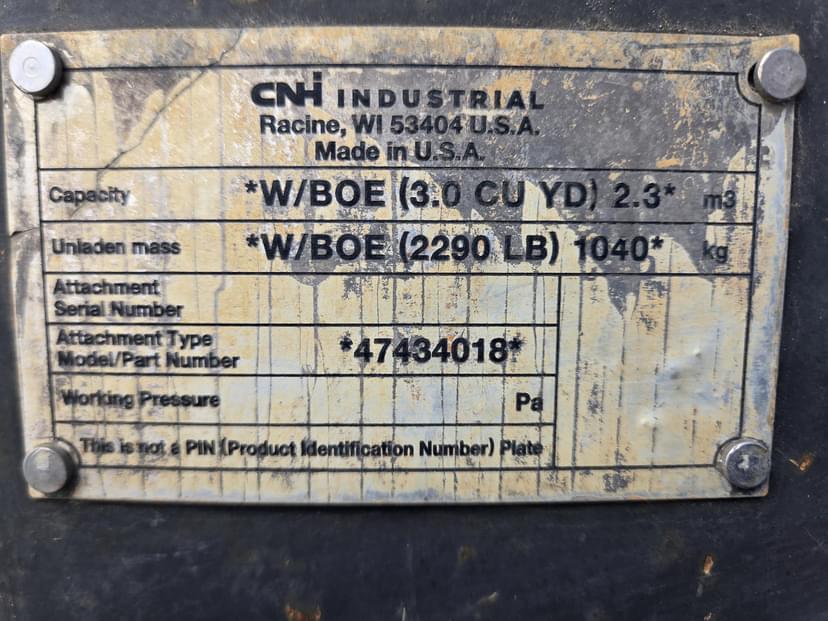 CNH INDUSTRIAL
Racine, WI 53404 U.S.A.
Made in U.S.A.
Capacity *W/BOE (3.0 CU YD) 2.3* m3
Unladen mass *W/BOE (2290 LB) 1040* kg
Attachment
Serial Number
Attachment Type
Model/Part Number *47434018*
Working Pressure Pa
This is not a PIN (Product Identification Number) Plate